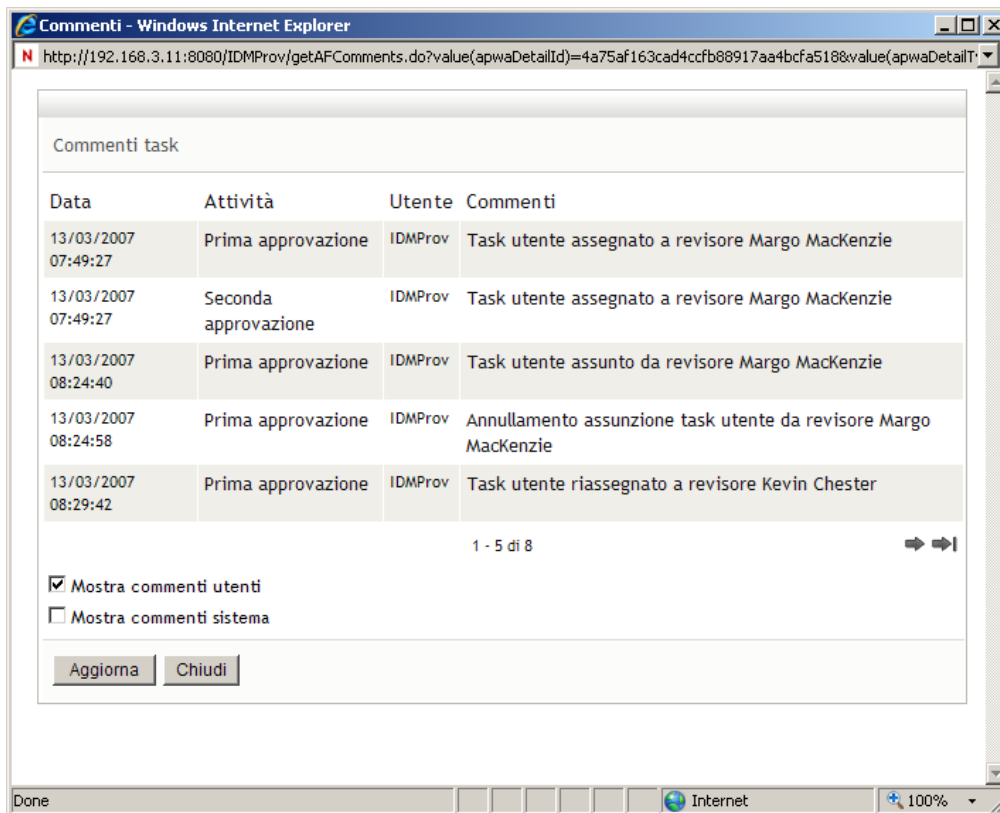 Commenti - Windows Internet Explorer
N http://192.168.3.11:8080/IDMProv/getAFComments.do?value(apwaDetailId)=4a75af163cad4ccfb88917aa4bcfa518&value(apwaDetailT
Commenti task
Data Attività Utente Commenti
13/03/2007 Prima approvazione IDMProv Task utente assegnato a revisore Margo MacKenzie
07:49:27
13/03/2007 Seconda IDMProv Task utente assegnato a revisore Margo MacKenzie
07:49:27 approvazione
13/03/2007 Prima approvazione IDMProv Task utente assunto da revisore Margo MacKenzie
08:24:40
13/03/2007 Prima approvazione IDMProv Annullamento assunzione task utente da revisore Margo
08:24:58 MacKenzie
13/03/2007 Prima approvazione IDMProv Task utente riassegnato a revisore Kevin Chester
08:29:42
1 - 5 di 8
Mostra commenti utenti
Mostra commenti sistema
Aggiorna Chiudi
Done Internet 100%